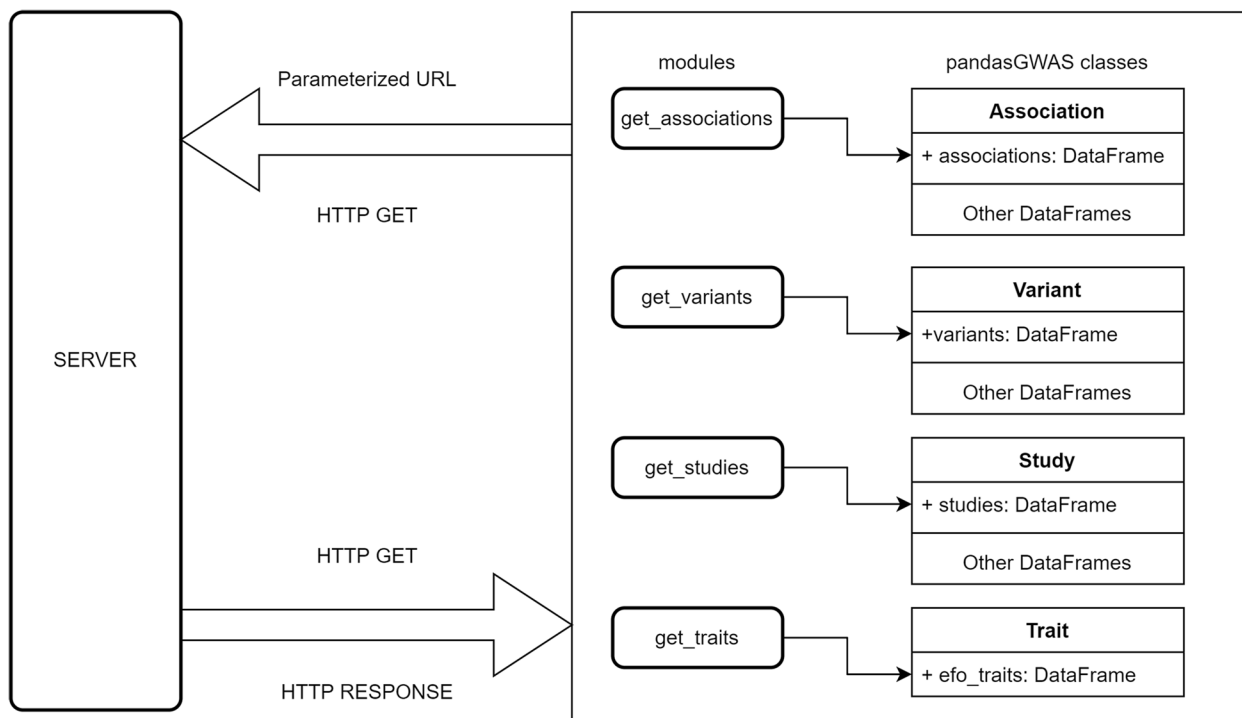 Parameterized URL
HTTP GET
SERVER
HTTP GET
HTTP RESPONSE
modules
pandasGWAS classes
get_associations
Association
+ associations: DataFrame
Other DataFrames
get_variants
Variant
+variants: DataFrame
Other DataFrames
get_studies
Study
+ studies: DataFrame
Other DataFrames
get_traits
Trait
+ efo_traits: DataFrame